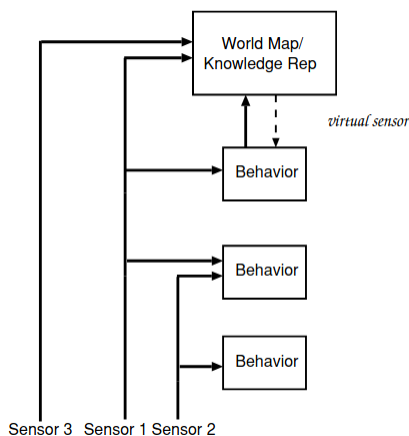 World Map/
Knowledge Rep
virtual sensor
Behavior
Behavior
Behavior
Sensor 3 Sensor 1 Sensor 2